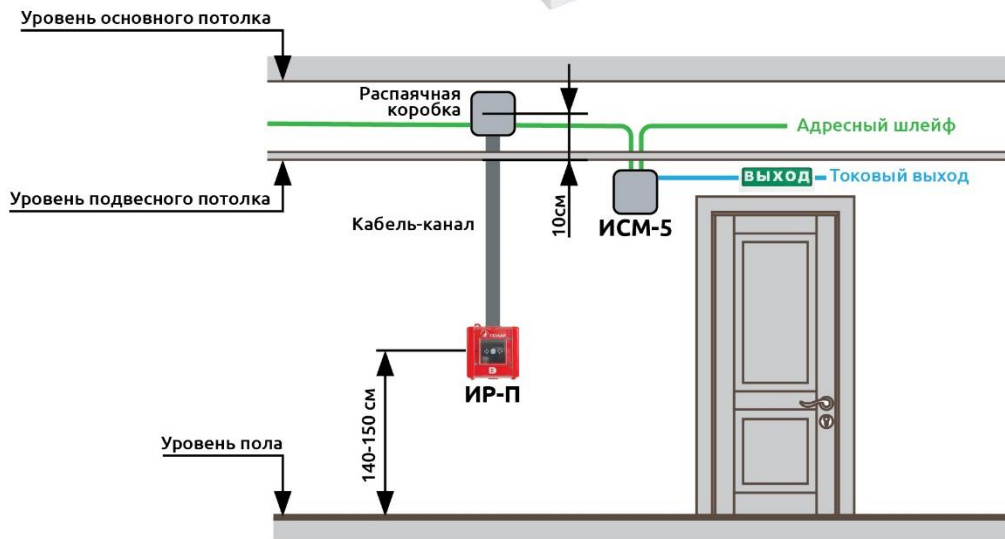 Уровень основного потолка
Распаячная
коробка
Адресный шлейф
ВЫХОД
Токовый выход
Уровень подвесного потолка
Кабель-канал
10см
ИСМ-5
ИР-П
140-150 см
Уровень пола